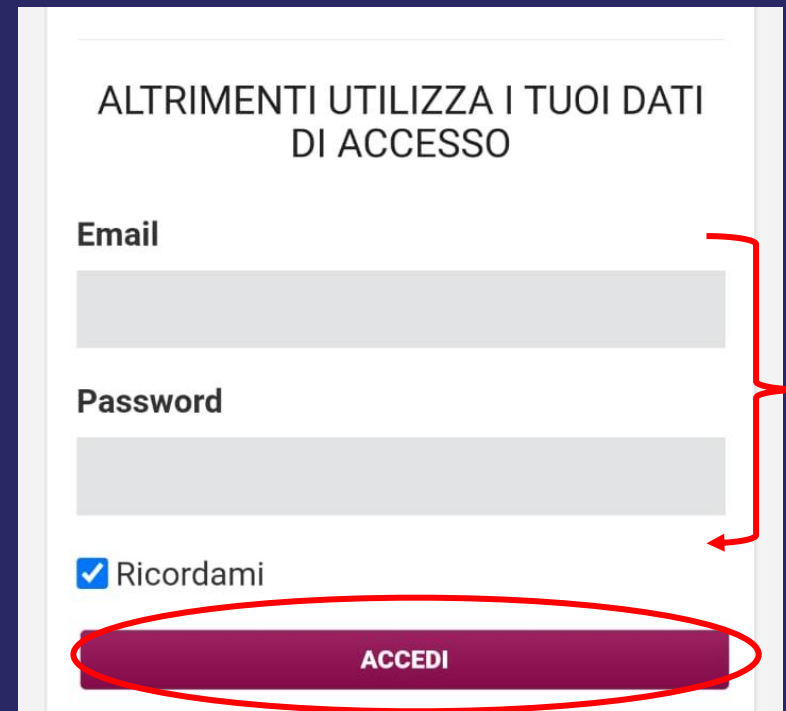 ALTRIMENTI UTILIZZA I TUOI DATI
DI ACCESSO
Email
Password
Ricordami
ACCEDI